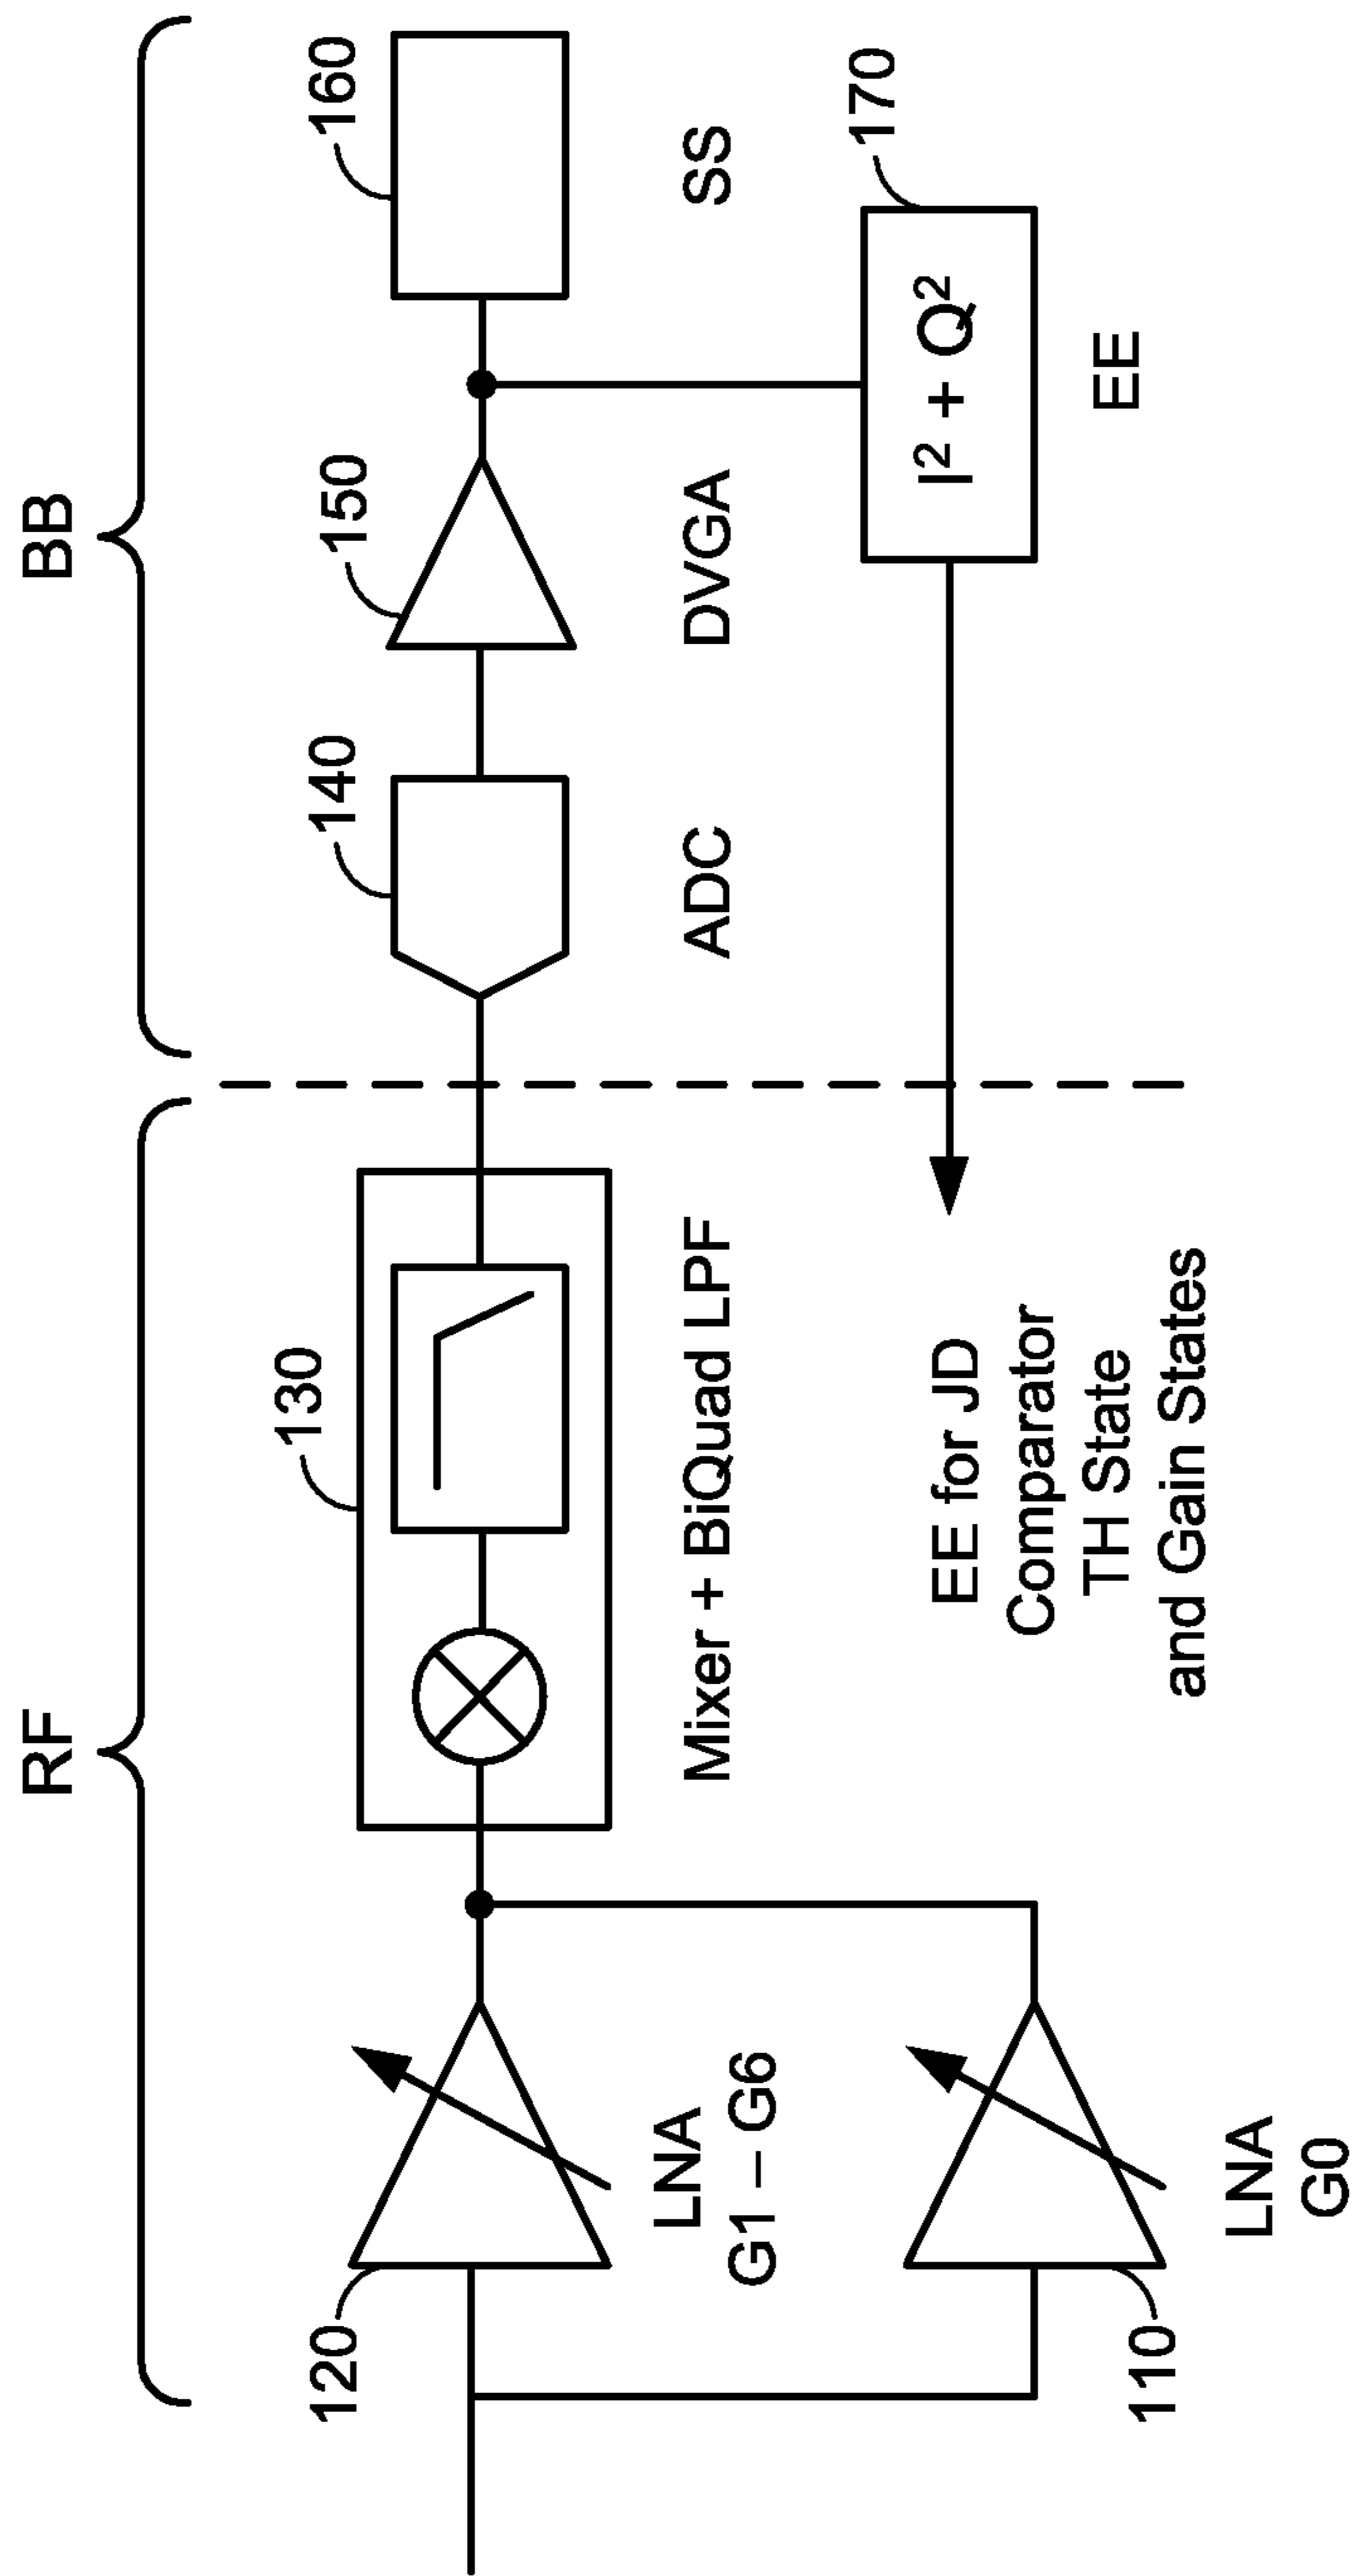 RF
BB
120
130
140
150
160
LNA
G1 – G6
Mixer + BiQuad LPF
ADC
DVGA
SS
110
LNA
G0
EE for JD
Comparator
TH State
and Gain States
170
I² + Q²
EE